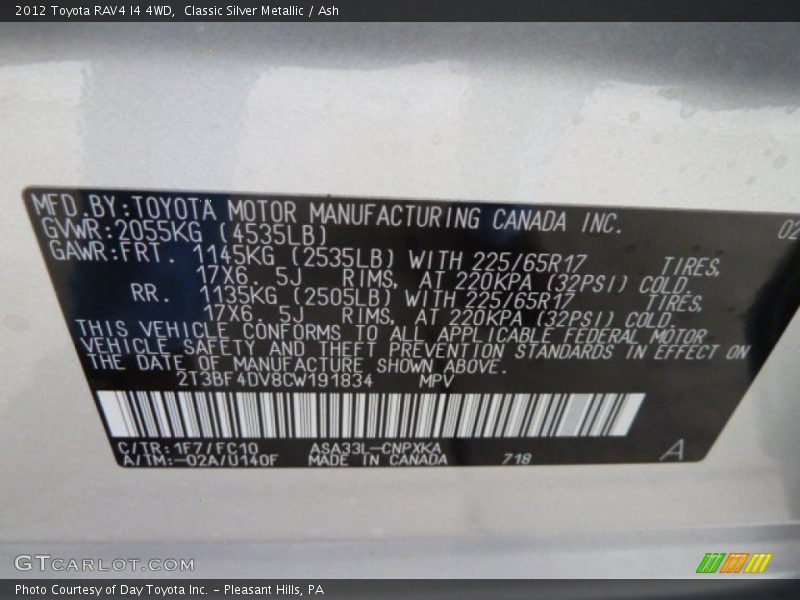 2012 Toyota RAV4 I4 4WD, Classic Silver Metallic / Ash
MFD.BY:TOYOTA MOTOR MANUFACTURING CANADA INC. 02
GVWR:2055KG (4535LB)
GAWR:FRT. 1145KG (2535LB) WITH 225/65R17 TIRES,
17X6.5J RIMS, AT 220KPA (32PSI) COLD.
RR. 1135KG (2505LB) WITH 225/65R17 TIRES,
17X6.5J RIMS, AT 220KPA (32PSI) COLD.
THIS VEHICLE CONFORMS TO ALL APPLICABLE FEDERAL MOTOR
VEHICLE SAFETY AND THEFT PREVENTION STANDARDS IN EFFECT ON
THE DATE OF MANUFACTURE SHOWN ABOVE.
2T3BF4DV8CW191834 MPV
C/TR:1F7/FC10 ASA33L-CNPXKA
A/TM:-02A/U140F MADE IN CANADA 718 A
GTCARLOT.COM
Photo Courtesy of Day Toyota Inc. - Pleasant Hills, PA